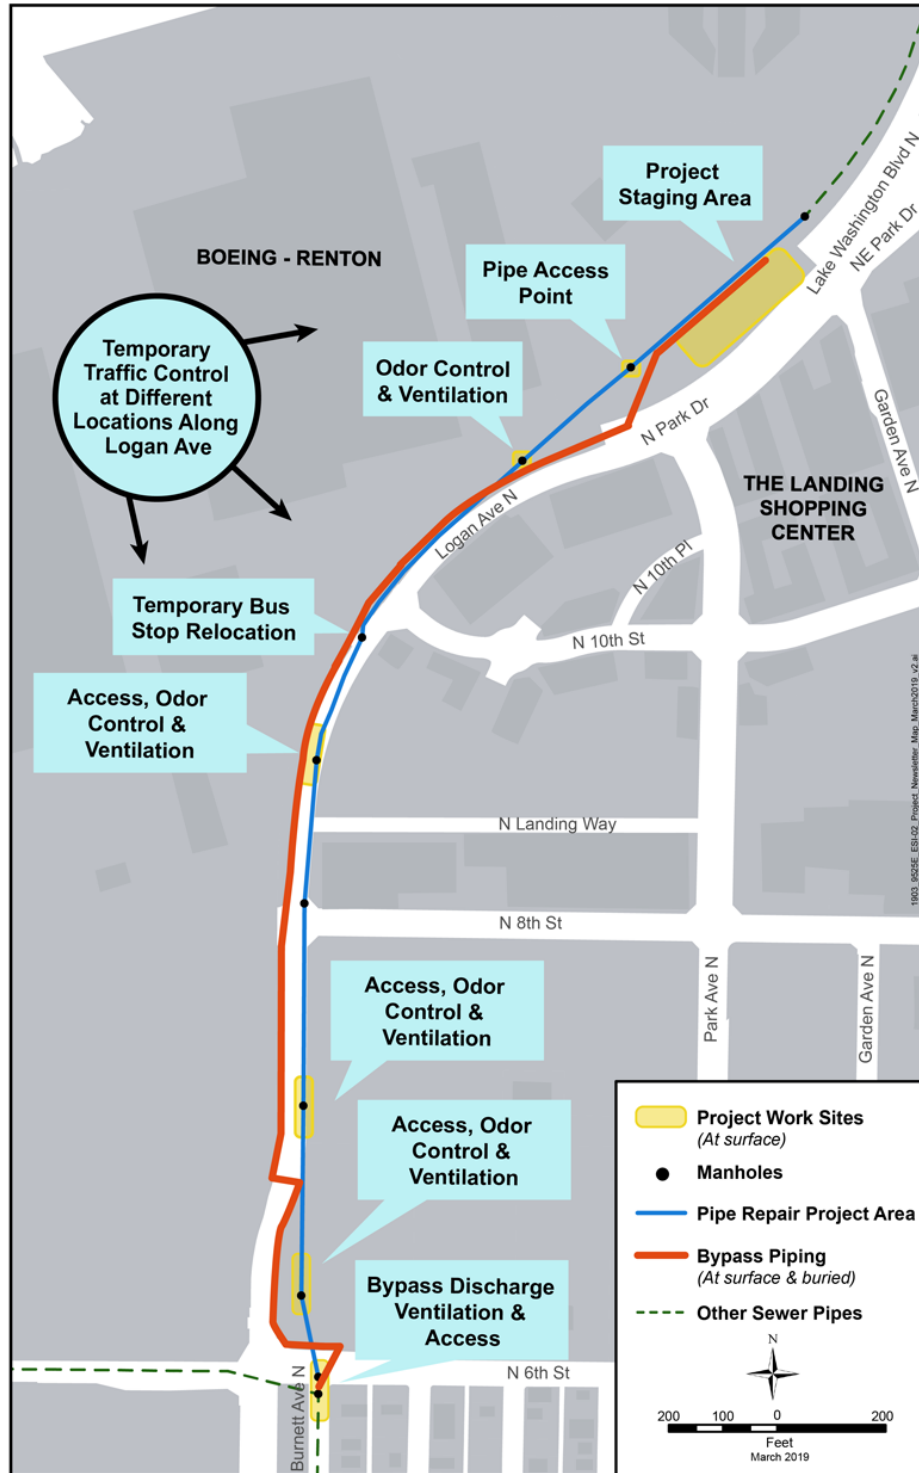 Project
Staging Area
Lake Washington Blvd N
NE Park Dr
BOEING - RENTON
Pipe Access
Point
Temporary
Traffic Control
at Different
Locations Along
Logan Ave
Odor Control
& Ventilation
N Park Dr
Garden Ave N
THE LANDING
SHOPPING
CENTER
Logan Ave N
N 10th Pl
Temporary Bus
Stop Relocation
N 10th St
Access, Odor
Control &
Ventilation
1903_9525E_ESI-02_Project_Newsletter_Map_March2019_v2.ai
N Landing Way
N 8th St
Access, Odor
Control &
Ventilation
Park Ave N
Garden Ave N
Access, Odor
Control &
Ventilation
Bypass Discharge
Ventilation &
Access
N 6th St
Burnett Ave N
Project Work Sites
(At surface)
Manholes
Pipe Repair Project Area
Bypass Piping
(At surface & buried)
Other Sewer Pipes
N
200 100 0 200
Feet
March 2019